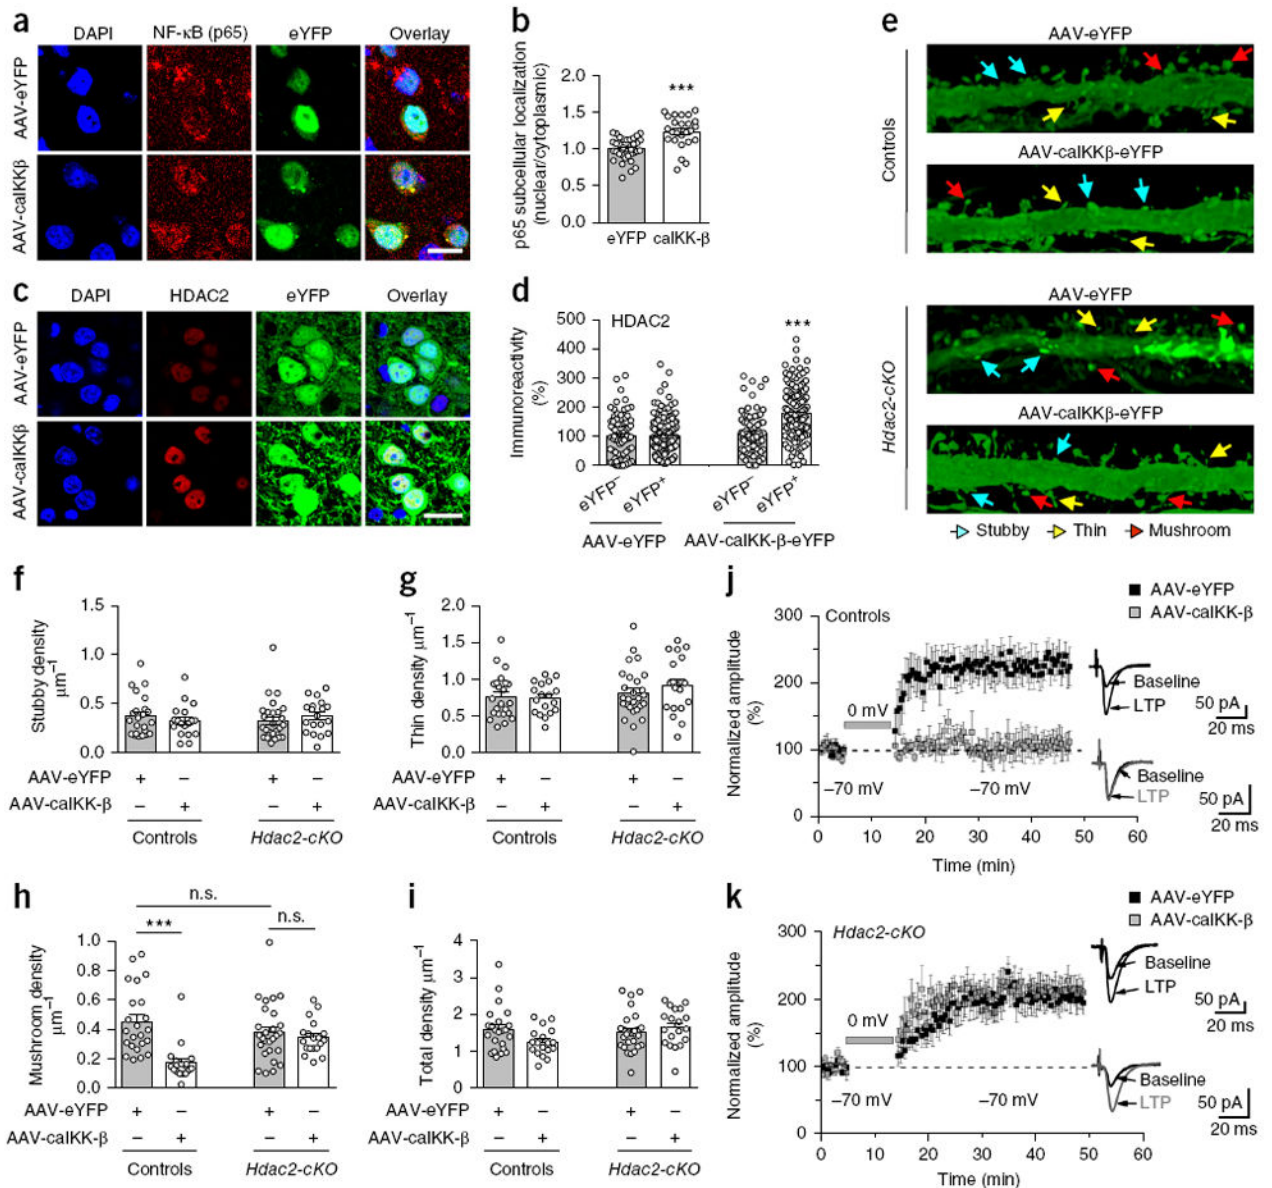 a
DAPI NF-κB (p65) eYFP Overlay
AAV-eYFP
AAV-caIKKβ
b
p65 subcellular localization
(nuclear/cytoplasmic)
2.0
1.5
1.0
0.5
0.0
***
eYFP caIKK-β
c
DAPI HDAC2 eYFP Overlay
AAV-eYFP
AAV-caIKKβ
d
HDAC2
Immunoreactivity
(%)
500
400
300
200
100
0
***
eYFP⁻ eYFP⁺ eYFP⁻ eYFP⁺
AAV-eYFP AAV-caIKK-β-eYFP
e
Controls
AAV-eYFP
AAV-caIKKβ-eYFP
Hdac2-cKO
AAV-eYFP
AAV-caIKKβ-eYFP
Stubby Thin Mushroom
f
Stubby density
μm⁻¹
1.5
1.0
0.5
0.0
AAV-eYFP + − + −
AAV-caIKK-β − + − +
Controls Hdac2-cKO
g
Thin density μm⁻¹
2.0
1.5
1.0
0.5
0.0
AAV-eYFP + − + −
AAV-caIKK-β − + − +
Controls Hdac2-cKO
h
Mushroom density
μm⁻¹
n.s.
*** n.s.
1.0
0.8
0.6
0.4
0.2
0.0
AAV-eYFP + − + −
AAV-caIKK-β − + − +
Controls Hdac2-cKO
i
Total density μm⁻¹
4
3
2
1
0
AAV-eYFP + − + −
AAV-caIKK-β − + − +
Controls Hdac2-cKO
j
AAV-eYFP
AAV-caIKK-β
Controls
Normalized amplitude
(%)
300
200
100
0
0 mV
−70 mV −70 mV
Baseline
LTP
50 pA
20 ms
Baseline
LTP
50 pA
20 ms
0 10 20 30 40 50 60
Time (min)
k
AAV-eYFP
AAV-caIKK-β
Hdac2-cKO
Normalized amplitude
(%)
300
200
100
0
0 mV
−70 mV −70 mV
Baseline
LTP
50 pA
20 ms
Baseline
LTP
50 pA
20 ms
0 10 20 30 40 50 60
Time (min)